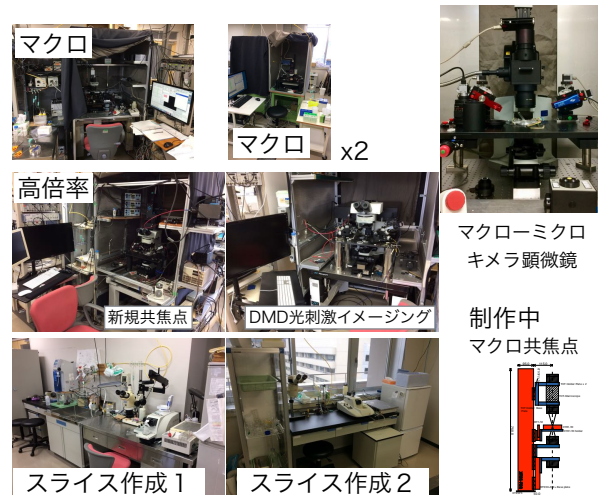 マクロ
マクロ
x2
高倍率
新規共焦点
DMD光刺激イメージング
スライス作成1
スライス作成2
マクローミクロ
キメラ顕微鏡
制作中
マクロ共焦点